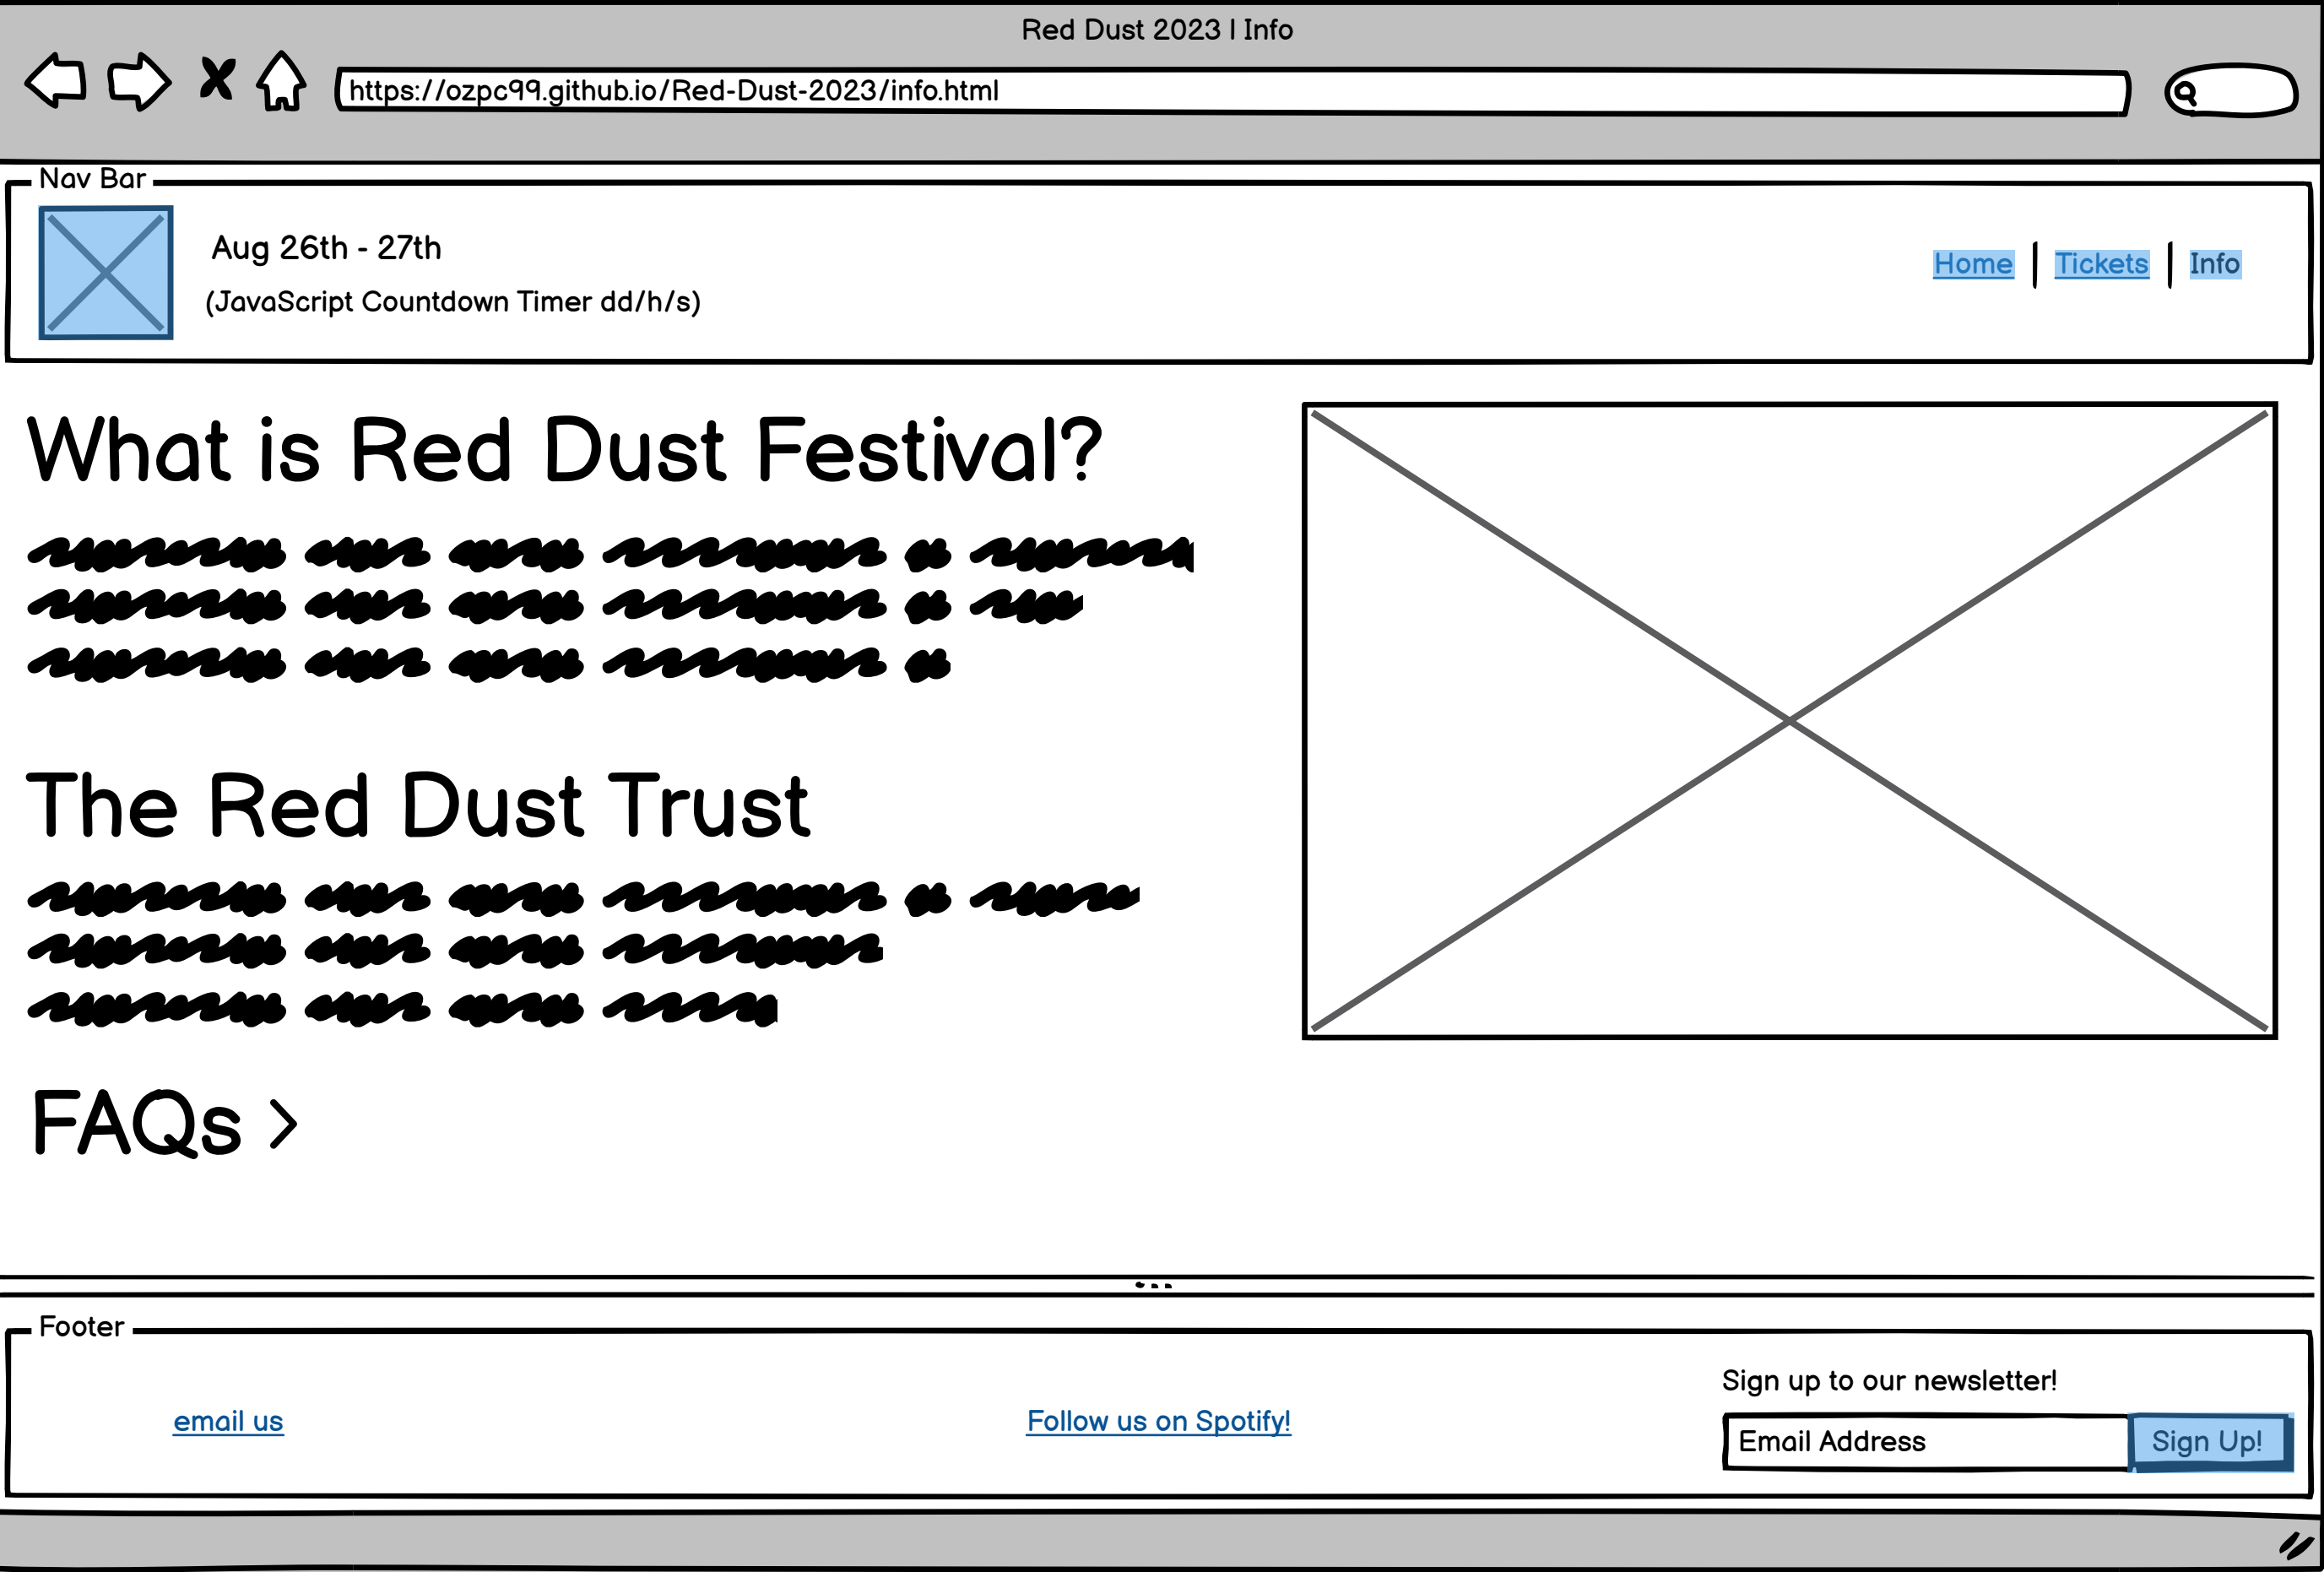 Red Dust 2023 | Info
https://ozpc99.github.io/Red-Dust-2023/info.html
Nav Bar
Aug 26th - 27th
(JavaScript Countdown Timer dd/h/s)
Home | Tickets | Info
What is Red Dust Festival?
The Red Dust Trust
FAQs >
Footer
email us
Follow us on Spotify!
Sign up to our newsletter!
Email Address
Sign Up!